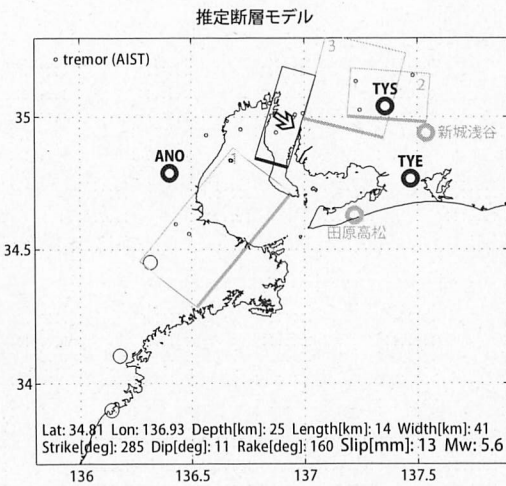 推定断層モデル
tremor (AIST)
3
TYS
2
35
新城浅谷
ANO
1
TYE
田原高松
34.5
34
Lat: 34.81 Lon: 136.93 Depth[km]: 25 Length[km]: 14 Width[km]: 41
Strike[deg]: 285 Dip[deg]: 11 Rake[deg]: 160 Slip[mm]: 13 Mw: 5.6
136 136.5 137 137.5